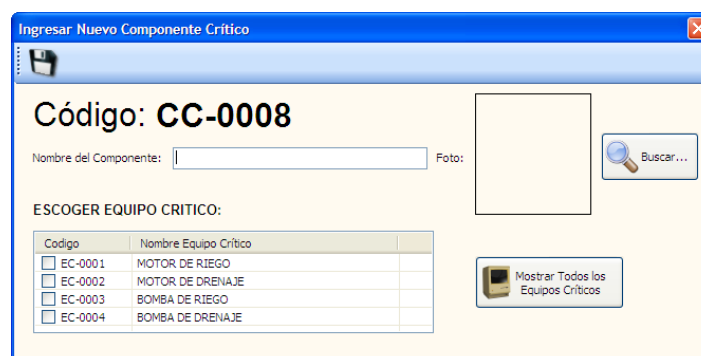 Ingresar Nuevo Componente Crítico
Código: CC-0008
Nombre del Componente:
Foto:
Buscar...
ESCOGER EQUIPO CRITICO:
Codigo Nombre Equipo Crítico
EC-0001 MOTOR DE RIEGO
EC-0002 MOTOR DE DRENAJE
EC-0003 BOMBA DE RIEGO
EC-0004 BOMBA DE DRENAJE
Mostrar Todos los
Equipos Críticos